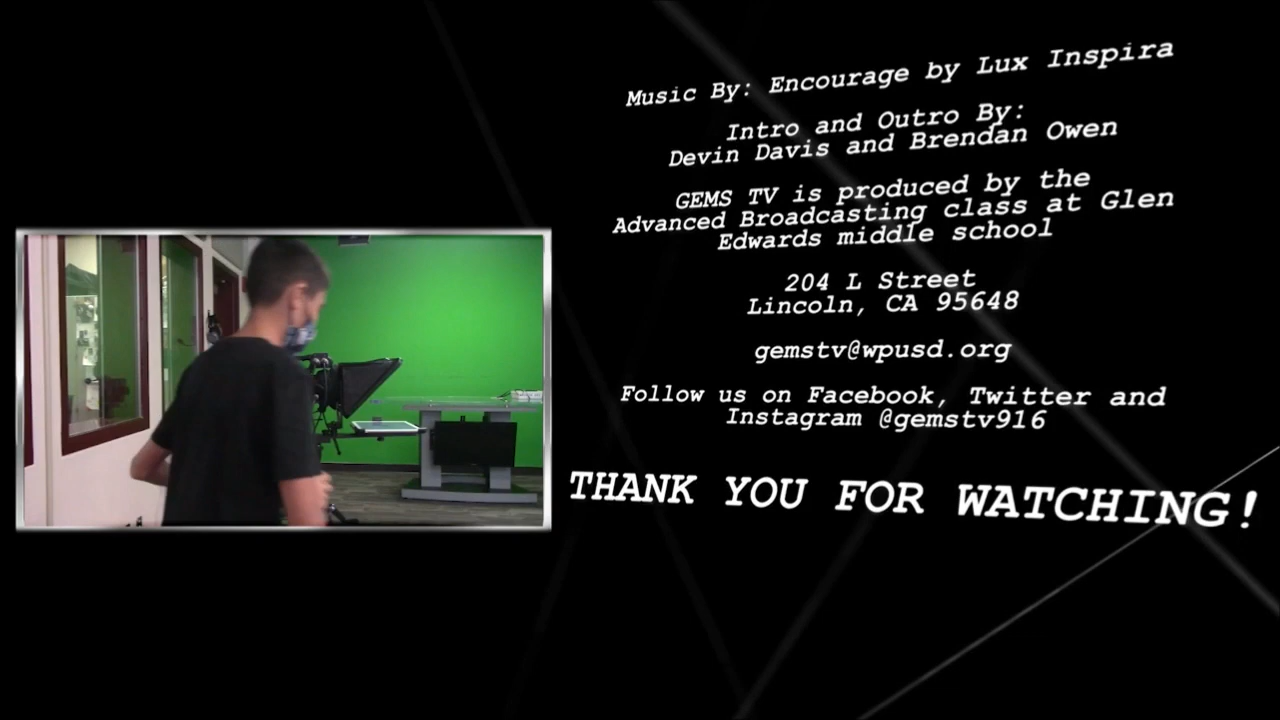 Music By: Encourage by Lux Inspira
Intro and Outro By:
Devin Davis and Brendan Owen
GEMS TV is produced by the
Advanced Broadcasting class at Glen
Edwards middle school
204 L Street
Lincoln, CA 95648
gemstv@wpusd.org
Follow us on Facebook, Twitter and
Instagram @gemstv916
THANK YOU FOR WATCHING!